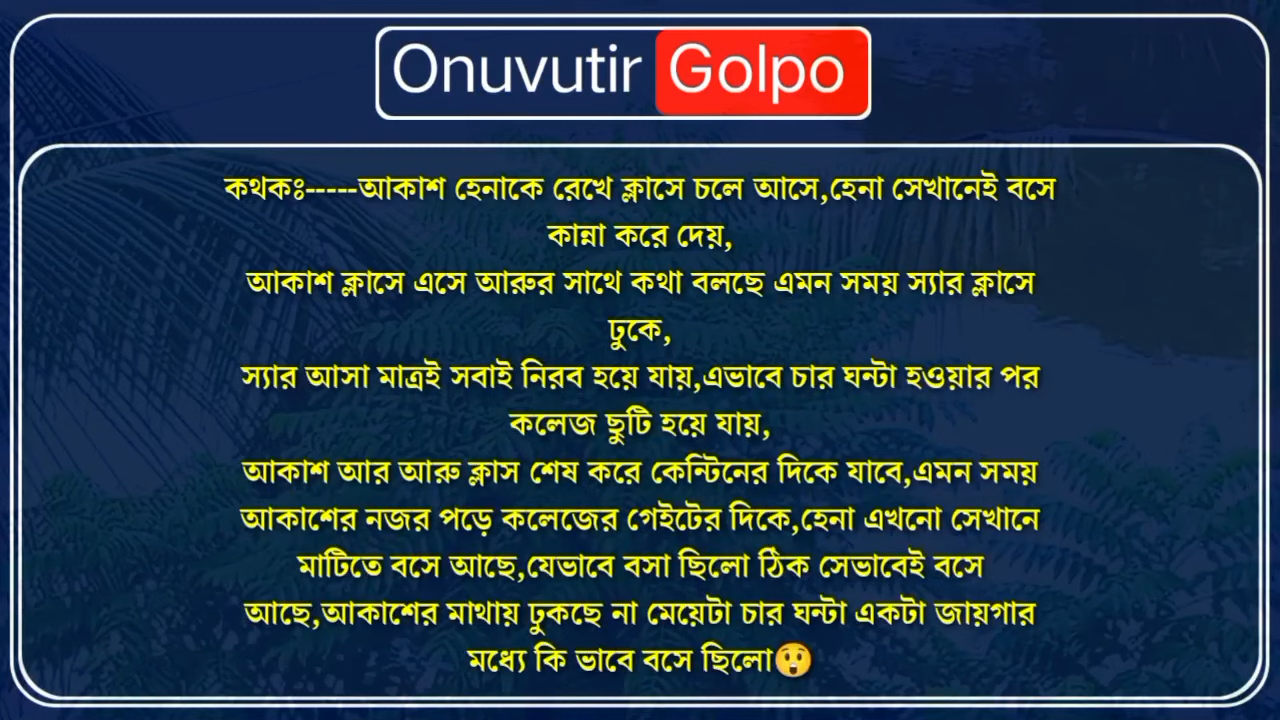 Onuvutir Golpo
কথকঃ-----আকাশ হেনাকে রেখে ক্লাসে চলে আসে,হেনা সেখানেই বসে
কান্না করে দেয়,
আকাশ ক্লাসে এসে আরুর সাথে কথা বলছে এমন সময় স্যার ক্লাসে
ঢুকে,
স্যার আসা মাত্রই সবাই নিরব হয়ে যায়,এভাবে চার ঘন্টা হওয়ার পর
কলেজ ছুটি হয়ে যায়,
আকাশ আর আরু ক্লাস শেষ করে কেন্টিনের দিকে যাবে,এমন সময়
আকাশের নজর পড়ে কলেজের গেইটের দিকে,হেনা এখনো সেখানে
মাটিতে বসে আছে,যেভাবে বসা ছিলো ঠিক সেভাবেই বসে
আছে,আকাশের মাথায় ঢুকছে না মেয়েটা চার ঘন্টা একটা জায়গার
মধ্যে কি ভাবে বসে ছিলো😲